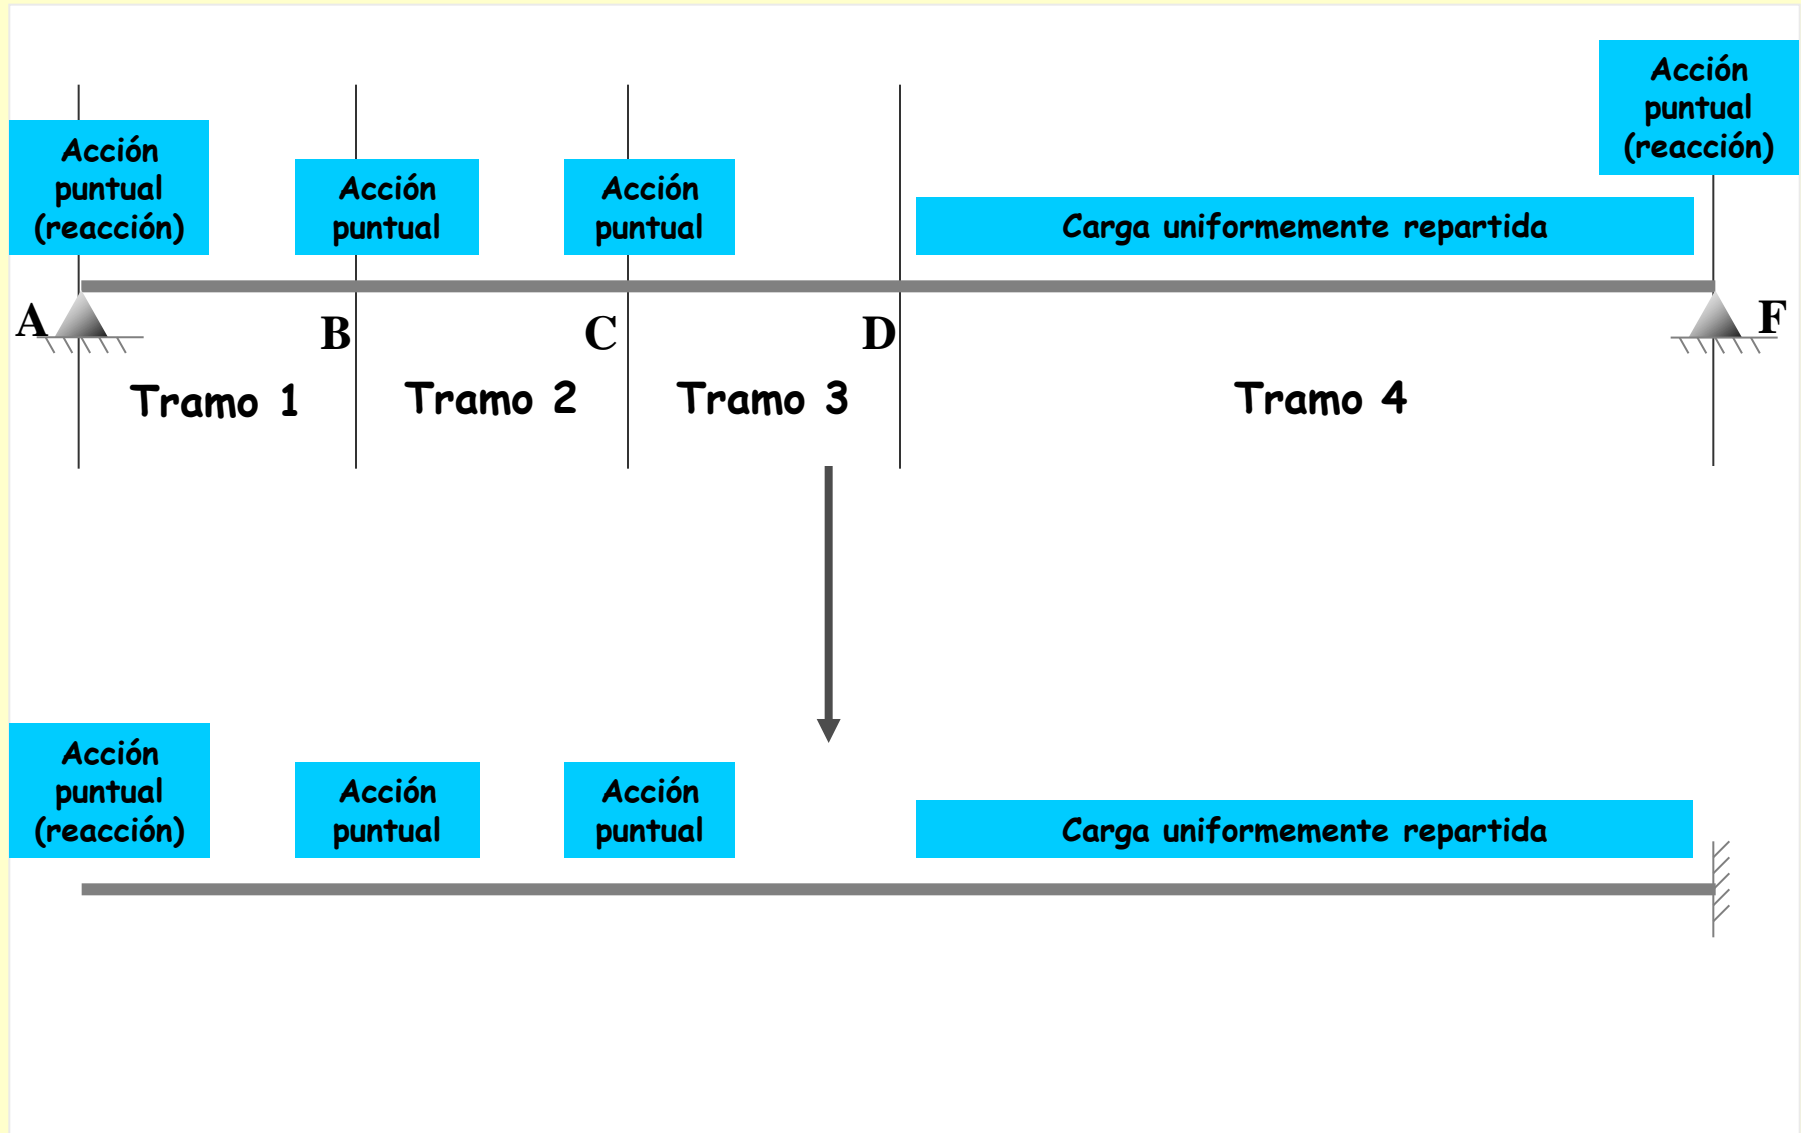 Acción
puntual
(reacción)
Acción
puntual
Acción
puntual
Carga uniformemente repartida
Acción
puntual
(reacción)
A
B
C
D
F
Tramo 1
Tramo 2
Tramo 3
Tramo 4
Acción
puntual
(reacción)
Acción
puntual
Acción
puntual
Carga uniformemente repartida